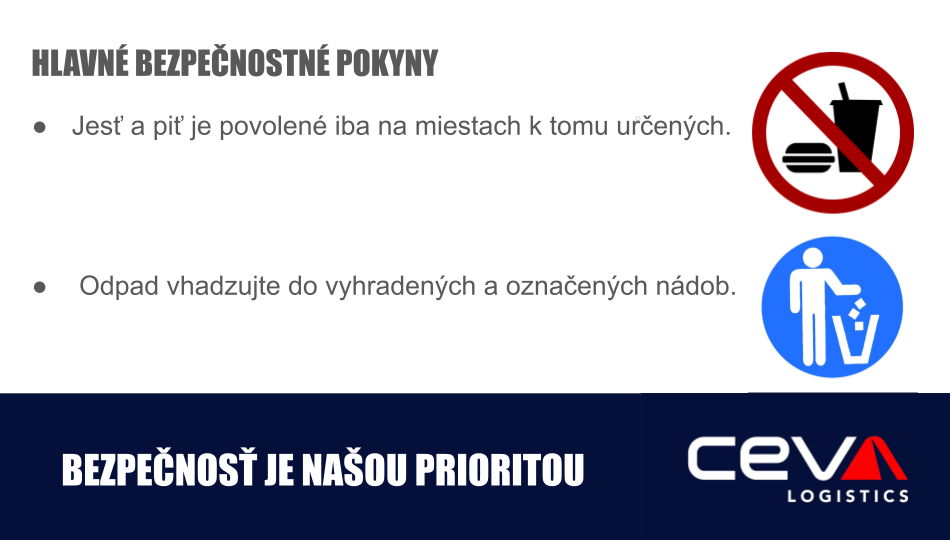 HLAVNÉ BEZPEČNOSTNÉ POKYNY
● Jesť a piť je povolené iba na miestach k tomu určených.
● Odpad vhadzujte do vyhradených a označených nádob.
BEZPEČNOSŤ JE NAŠOU PRIORITOU
CEVA
LOGISTICS